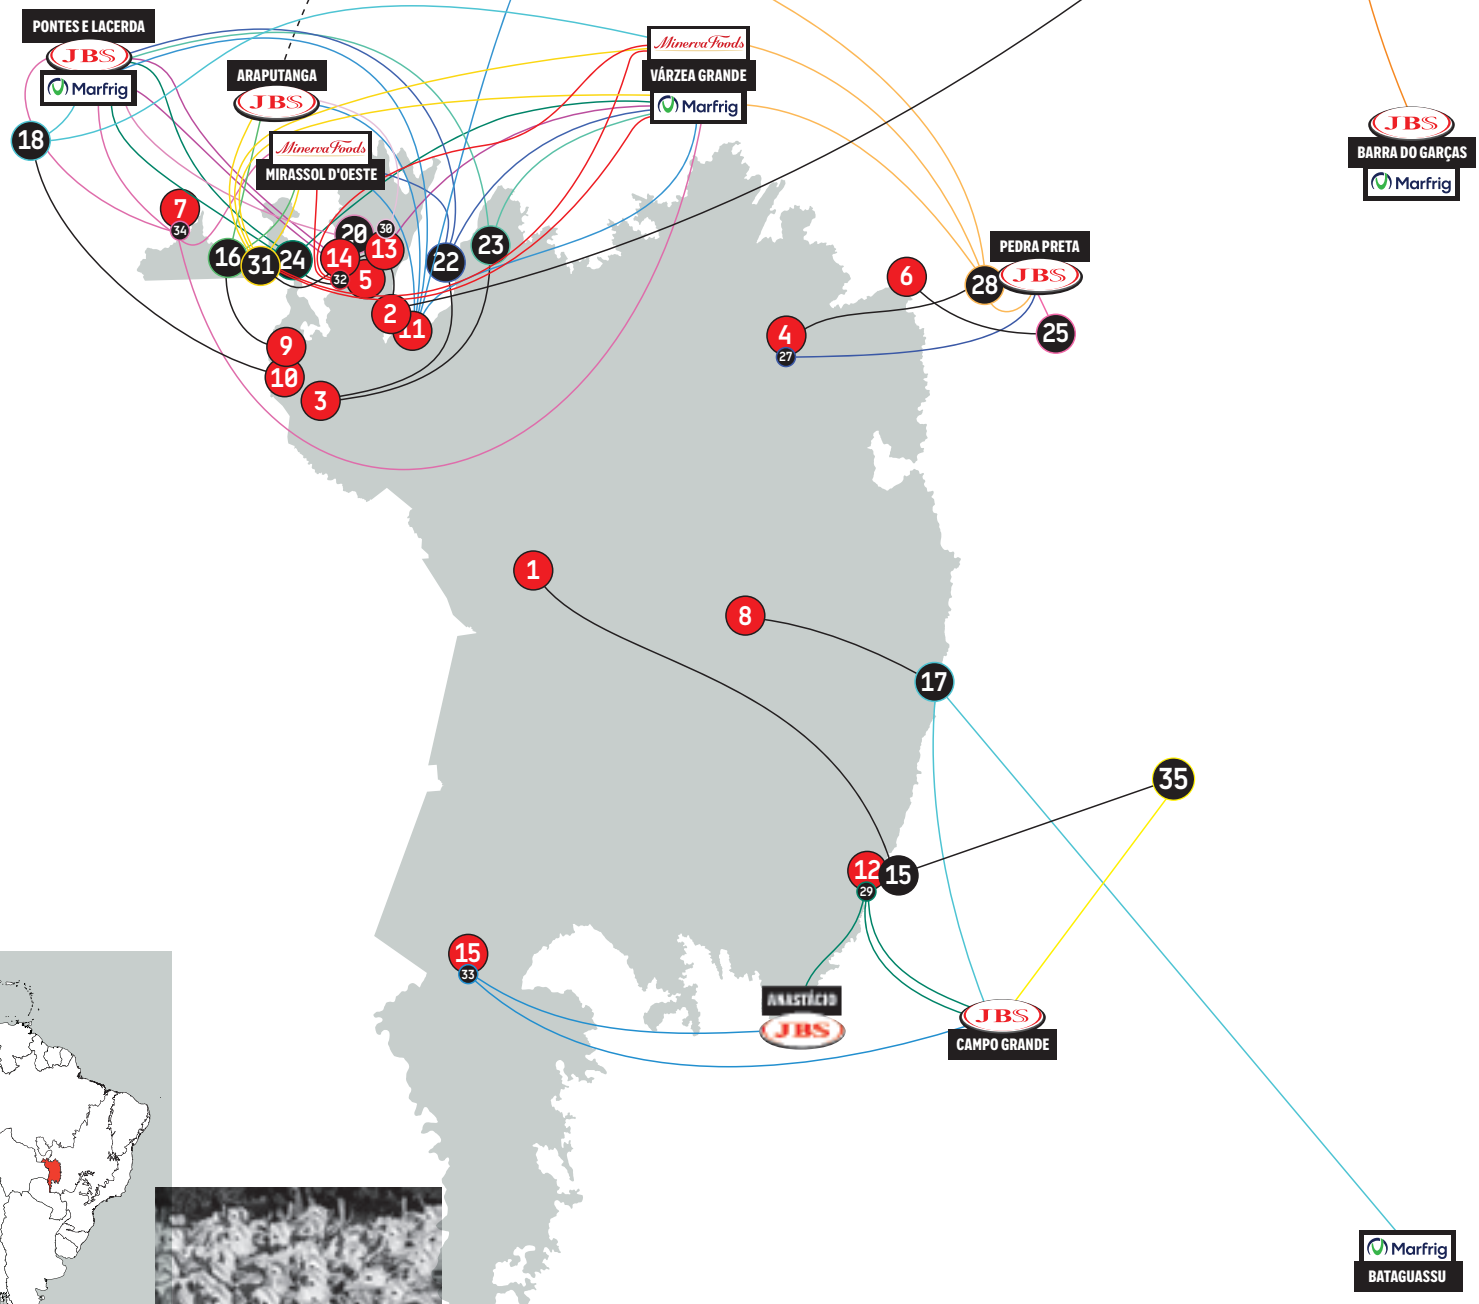 PONTES E LACERDA
JBS
Marfrig
18
ARAPUTANGA
JBS
Minerva Foods
MIRASSOL D'OESTE
Minerva Foods
VÁRZEA GRANDE
Marfrig
JBS
BARRA DO GARÇAS
Marfrig
7
34
16
31
24
20
30
14
13
32
5
22
23
2
11
9
10
3
PEDRA PRETA
JBS
6
28
25
4
27
1
8
17
35
12
29
15
15
33
ANASTÁCIO
JBS
JBS
CAMPO GRANDE
Marfrig
BATAGUASSU